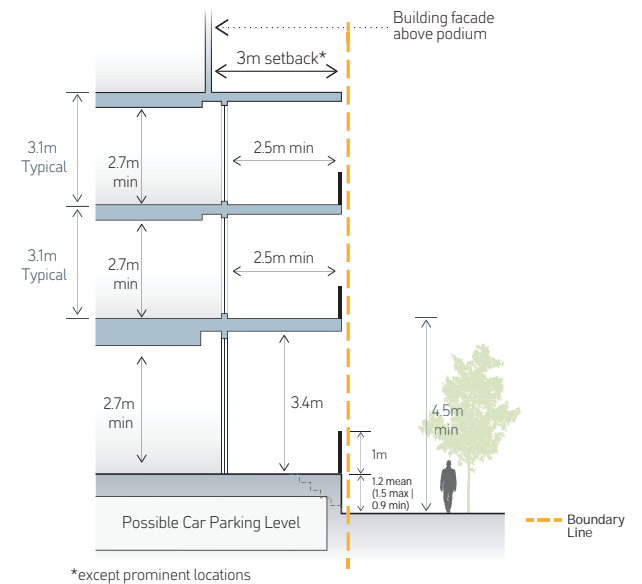 Building facade
above podium
3m setback*
3.1m
Typical
2.7m
min
2.5m min
3.1m
Typical
2.7m
min
2.5m min
2.7m
min
3.4m
4.5m
min
1m
1.2 mean
(1.5 max |
0.9 min)
Possible Car Parking Level
Boundary
Line
*except prominent locations